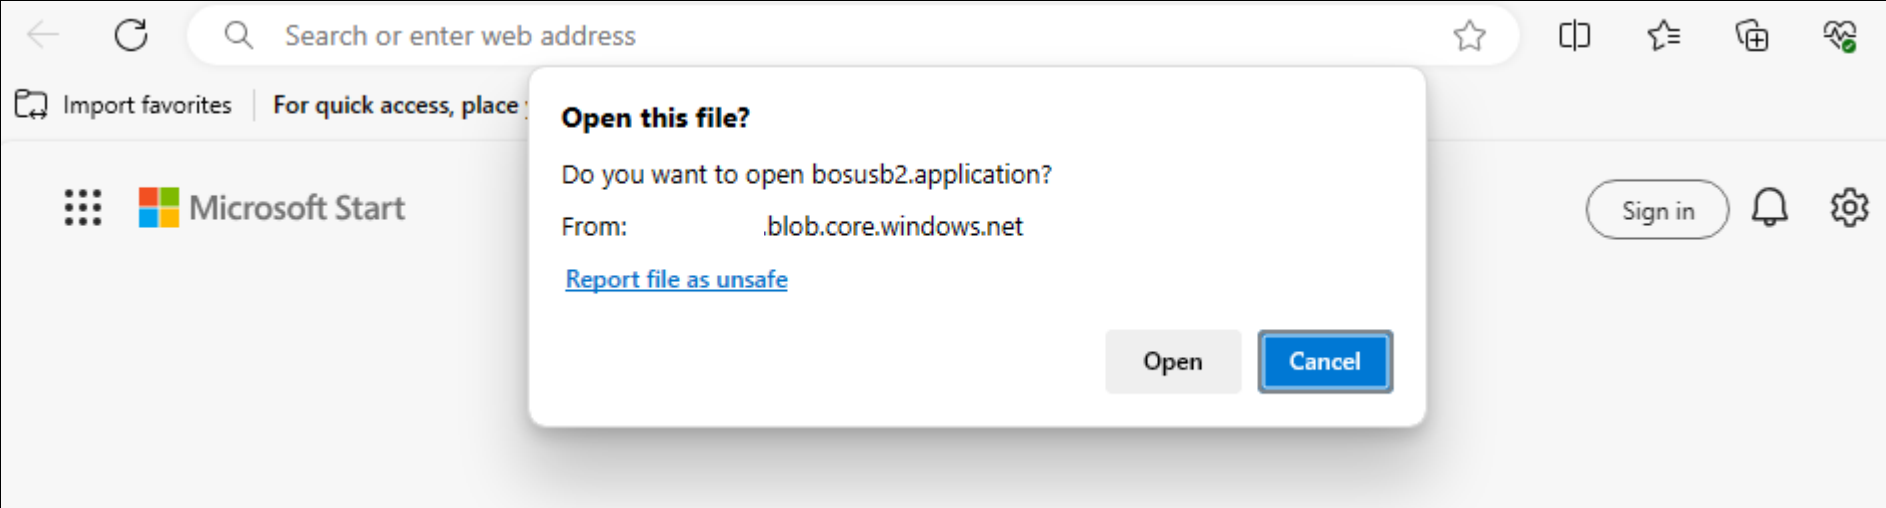 Search or enter web address
Import favorites
For quick access, place
Open this file?
Do you want to open bosusb2.application?
From: .blob.core.windows.net
Report file as unsafe
Open
Cancel
Microsoft Start
Sign in